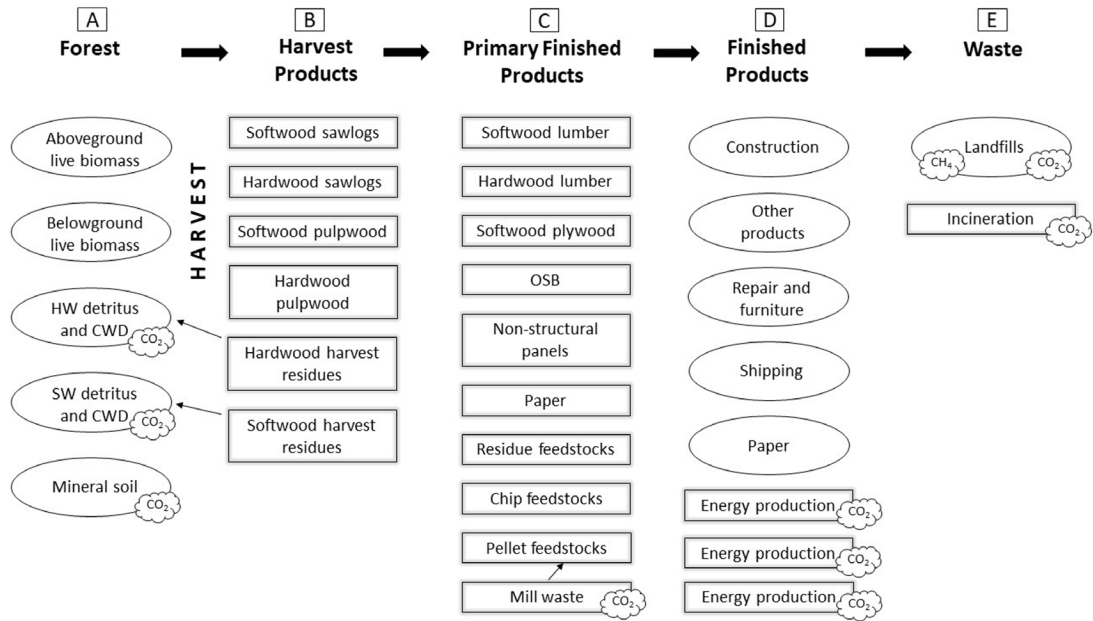 A
Forest
B
Harvest
Products
C
Primary Finished
Products
D
Finished
Products
E
Waste
Aboveground
live biomass
Belowground
live biomass
HW detritus
and CWD
CO₂
SW detritus
and CWD
CO₂
Mineral soil
CO₂
HARVEST
Softwood sawlogs
Hardwood sawlogs
Softwood pulpwood
Hardwood
pulpwood
Hardwood harvest
residues
Softwood harvest
residues
Softwood lumber
Hardwood lumber
Softwood plywood
OSB
Non-structural
panels
Paper
Residue feedstocks
Chip feedstocks
Pellet feedstocks
Mill waste
CO₂
Construction
Other
products
Repair and
furniture
Shipping
Paper
Energy production
CO₂
Energy production
CO₂
Energy production
CO₂
Landfills
CH₄
CO₂
Incineration
CO₂